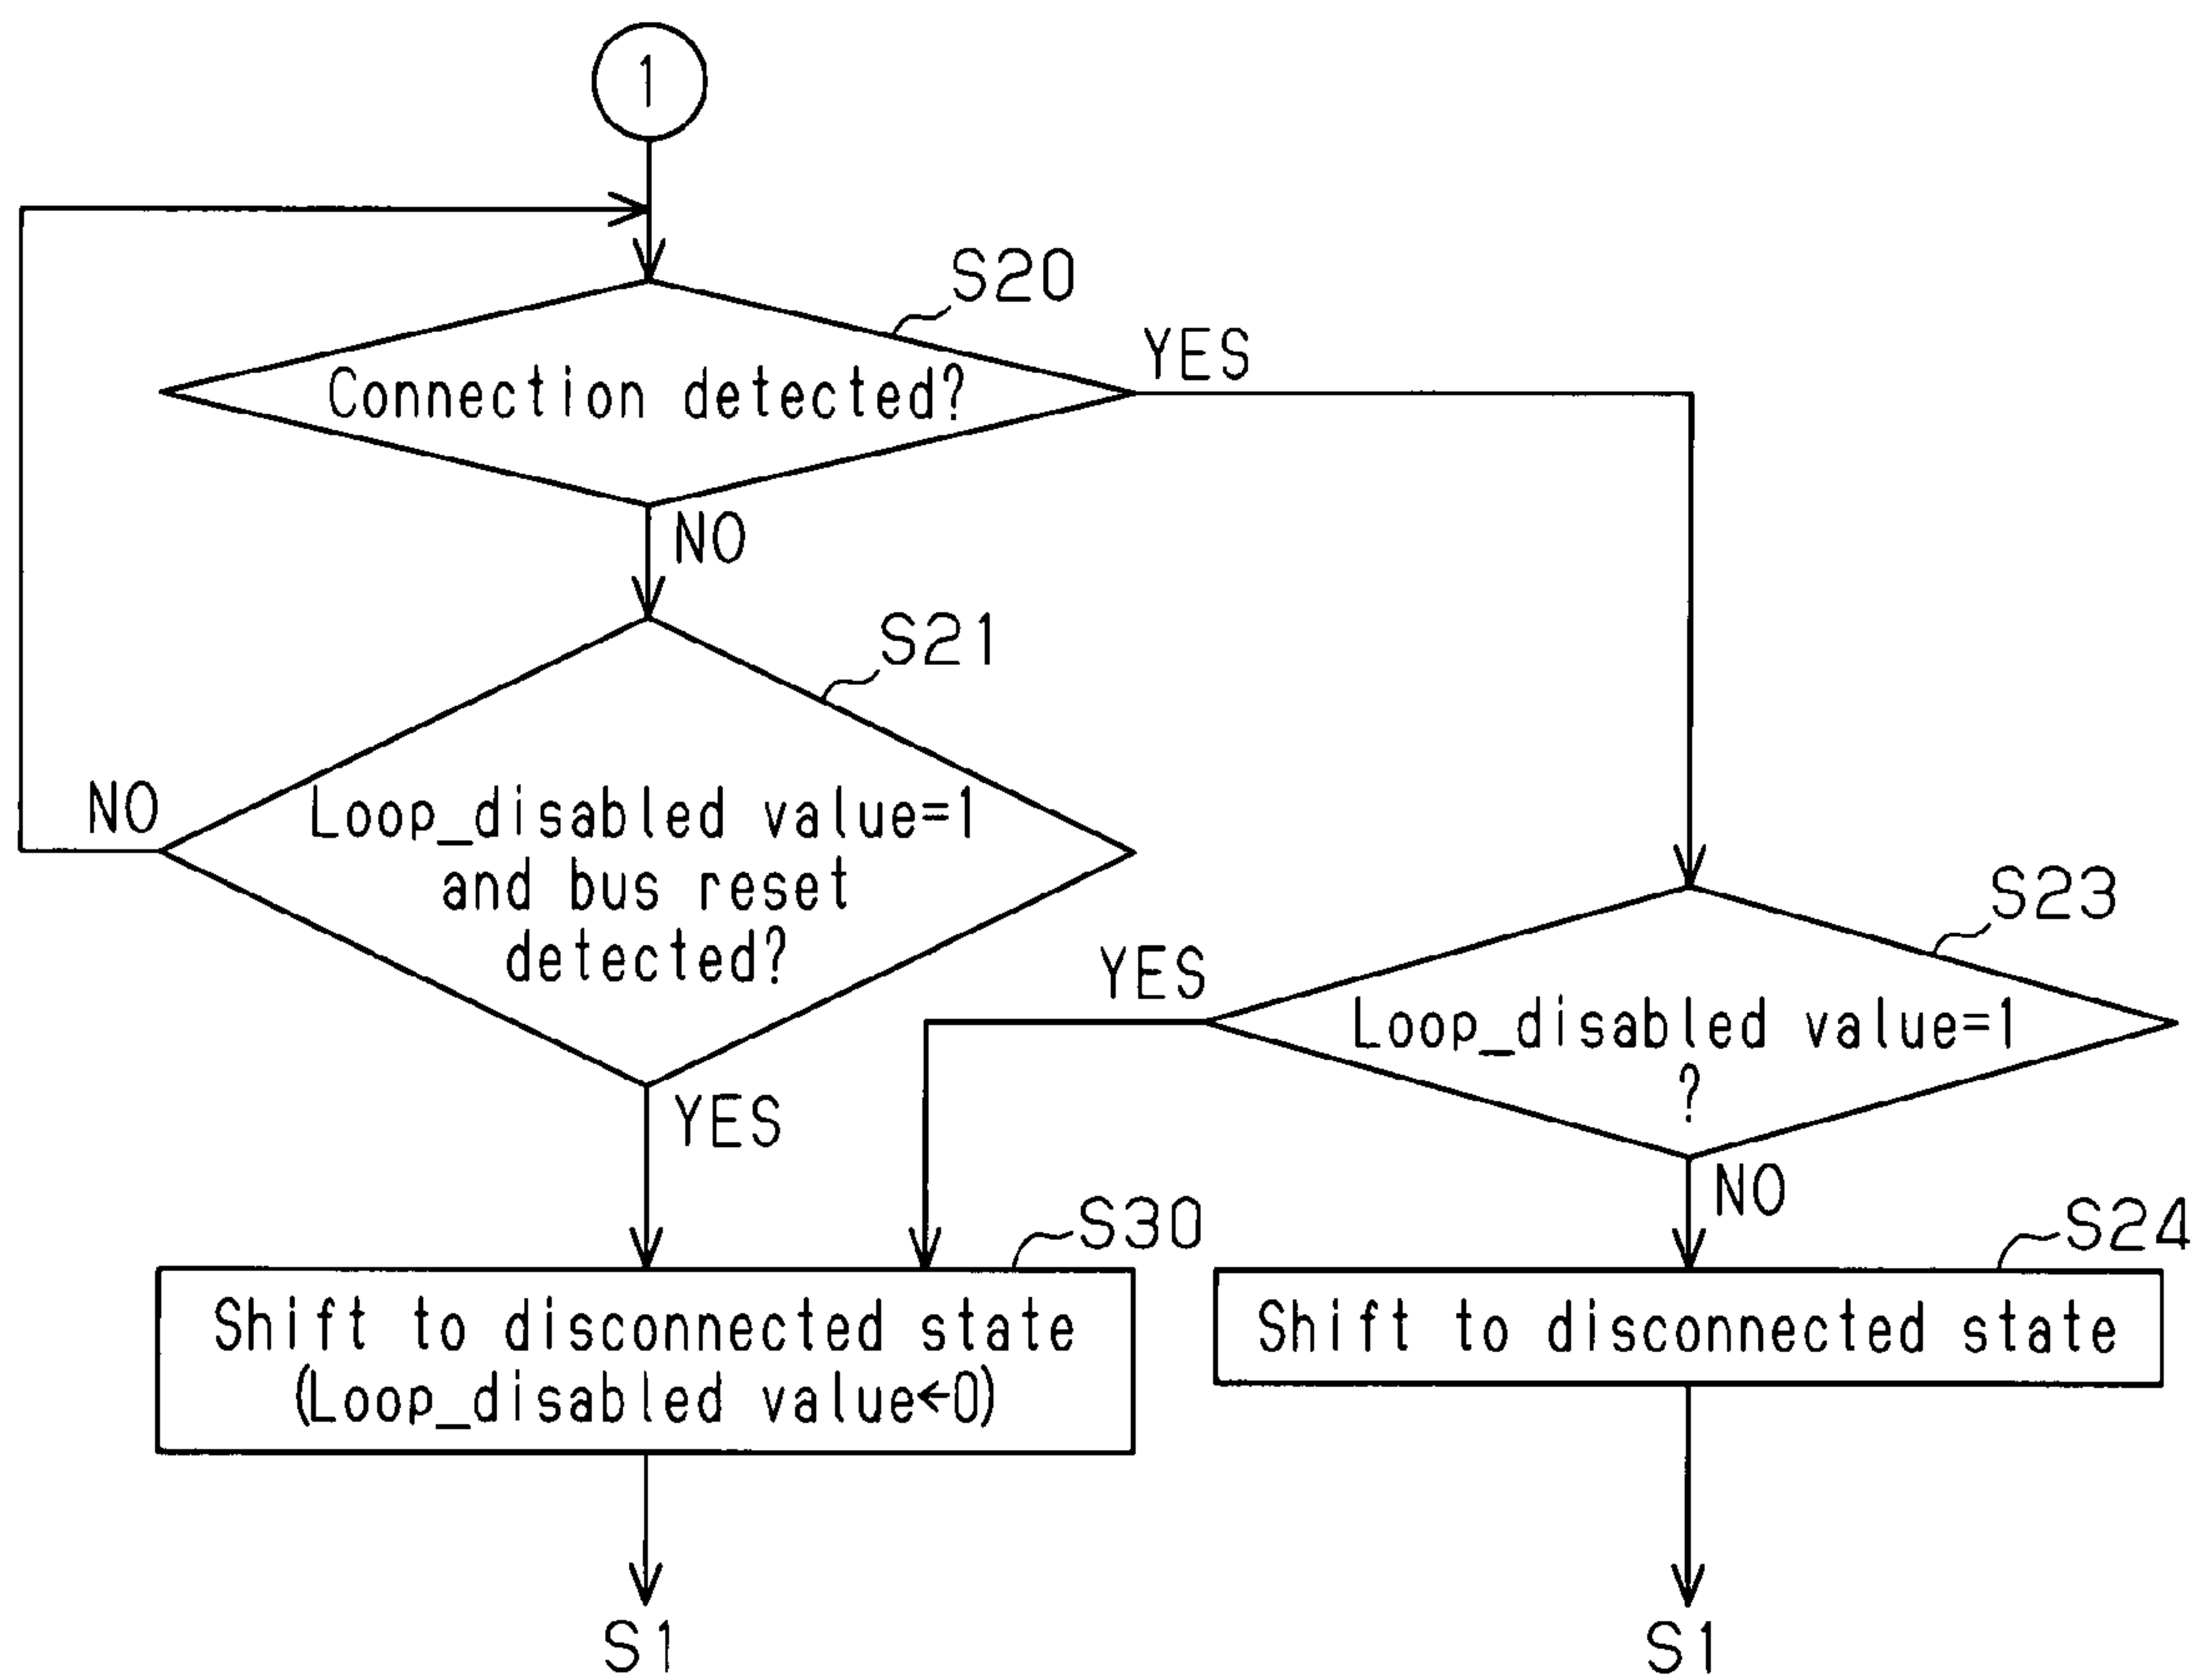 1
S20
YES
Connection detected?
NO
S21
NO
Loop_disabled value=1
and bus reset
detected?
YES
S23
YES
Loop_disabled value=1
?
NO
S30
Shift to disconnected state
(Loop_disabled value←0)
S24
Shift to disconnected state
S1
S1